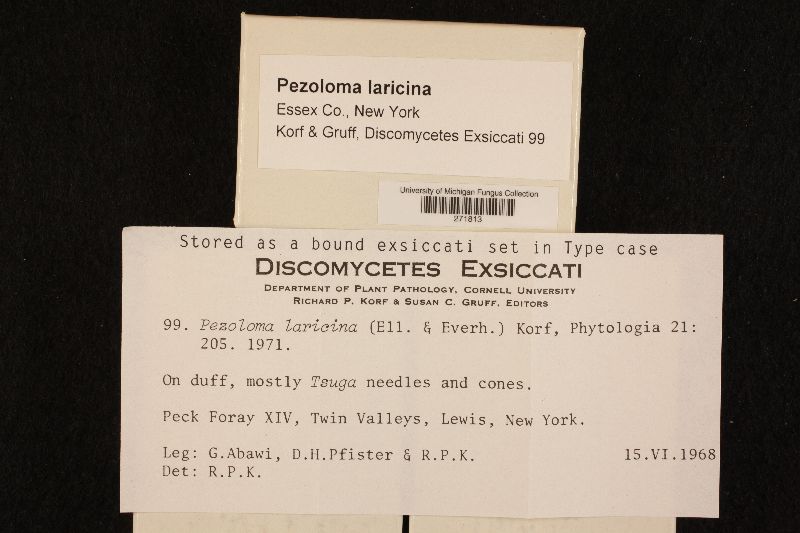 Pezoloma laricina
Essex Co., New York
Korf & Gruff, Discomycetes Exsiccati 99
University of Michigan Fungus Collection
271813
Stored as a bound exsiccati set in Type case
DISCOMYCETES EXSICCATI
DEPARTMENT OF PLANT PATHOLOGY, CORNELL UNIVERSITY
RICHARD P. KORF & SUSAN C. GRUFF, EDITORS
99. Pezoloma laricina (Ell. & Everh.) Korf, Phytologia 21:
205. 1971.
On duff, mostly Tsuga needles and cones.
Peck Foray XIV, Twin Valleys, Lewis, New York.
Leg: G.Abawi, D.H.Pfister & R.P.K. 15.VI.1968
Det: R.P.K.